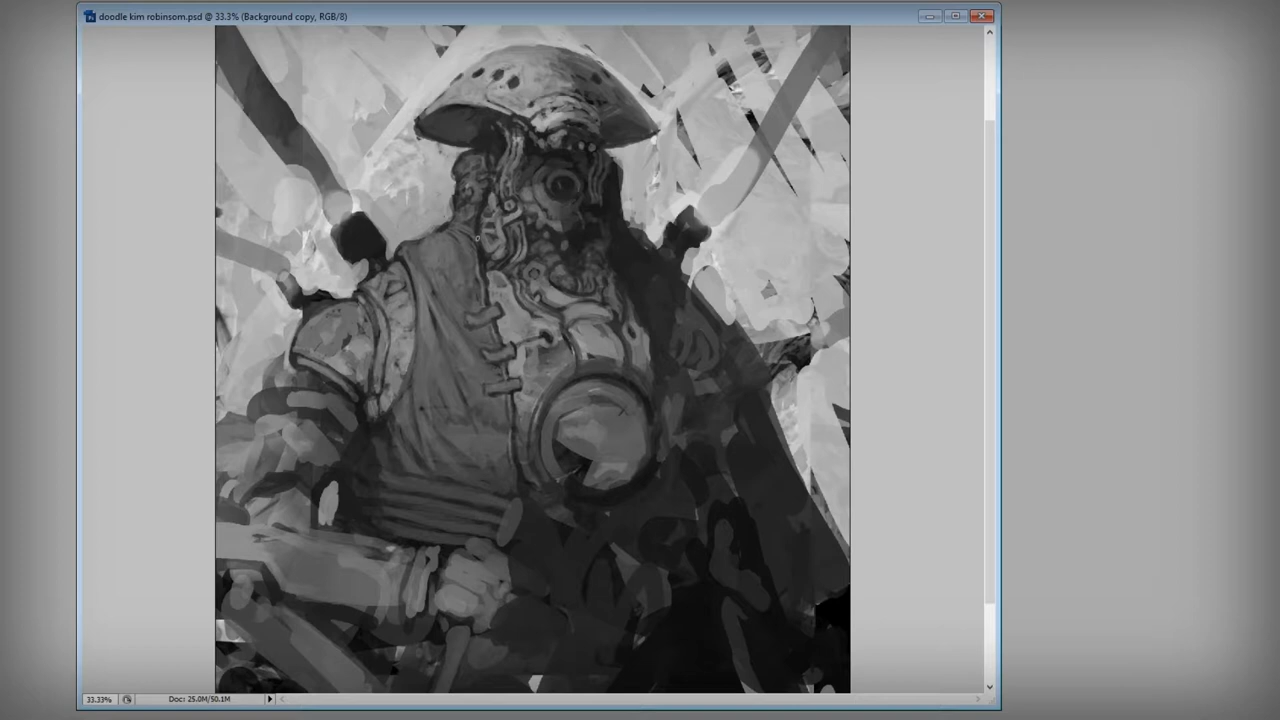 doodle kim robinsom.psd @ 33.3% (Background copy, RGB/8)
33.33%
Doc: 25.0M/50.1M